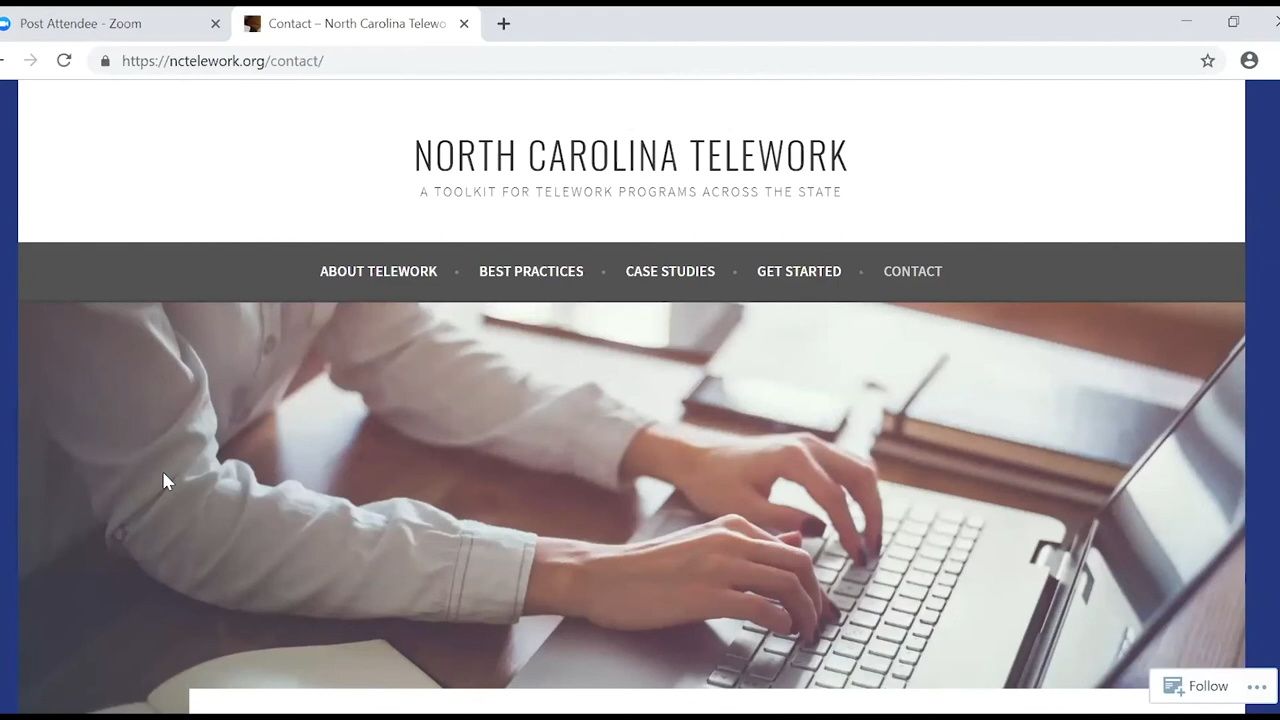 Post Attendee - Zoom
Contact – North Carolina Telewo
https://nctelework.org/contact/
NORTH CAROLINA TELEWORK
A TOOLKIT FOR TELEWORK PROGRAMS ACROSS THE STATE
ABOUT TELEWORK • BEST PRACTICES • CASE STUDIES • GET STARTED • CONTACT
Follow